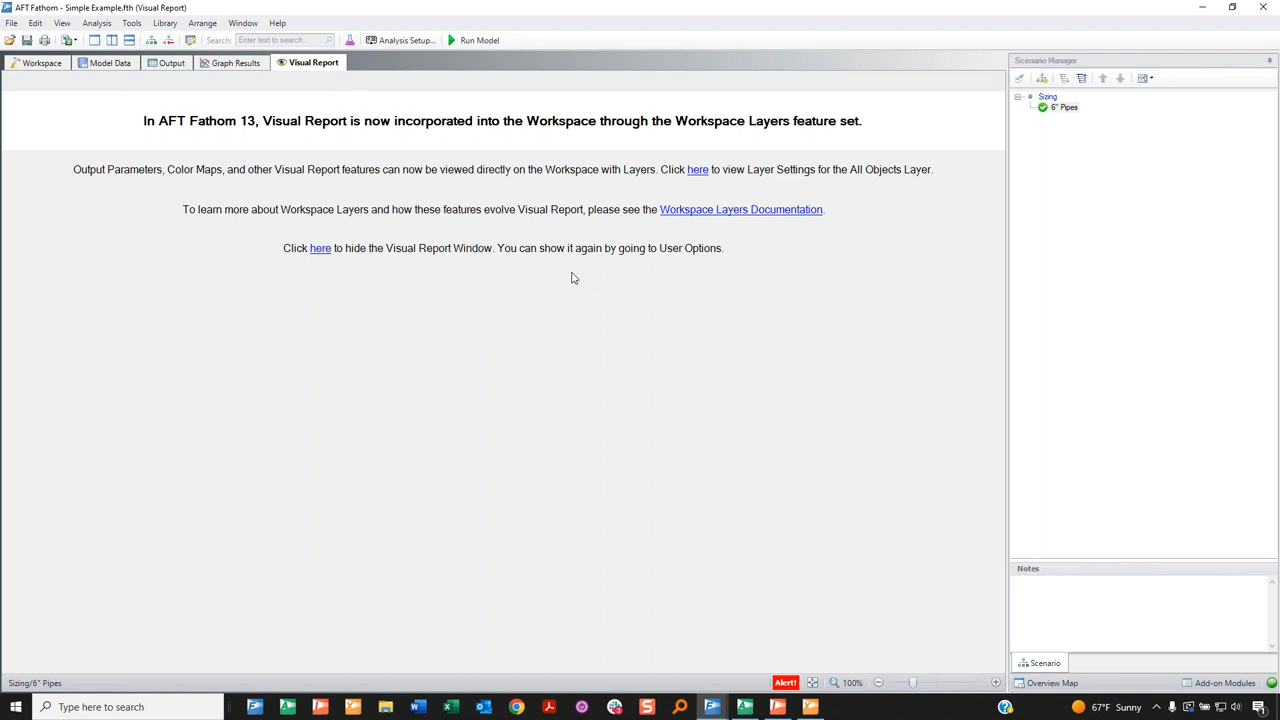 AFT Fathom - Simple Example.fth (Visual Report)
File Edit View Analysis Tools Library Arrange Window Help
Search: Enter text to search... Analysis Setup... Run Model
Workspace Model Data Output Graph Results Visual Report
Scenario Manager
Sizing
6" Pipes
In AFT Fathom 13, Visual Report is now incorporated into the Workspace through the Workspace Layers feature set.
Output Parameters, Color Maps, and other Visual Report features can now be viewed directly on the Workspace with Layers. Click here to view Layer Settings for the All Objects Layer.
To learn more about Workspace Layers and how these features evolve Visual Report, please see the Workspace Layers Documentation.
Click here to hide the Visual Report Window. You can show it again by going to User Options.
Notes
Scenario
Sizing/6" Pipes Alert! 100% Overview Map Add-on Modules
Type here to search 67°F Sunny